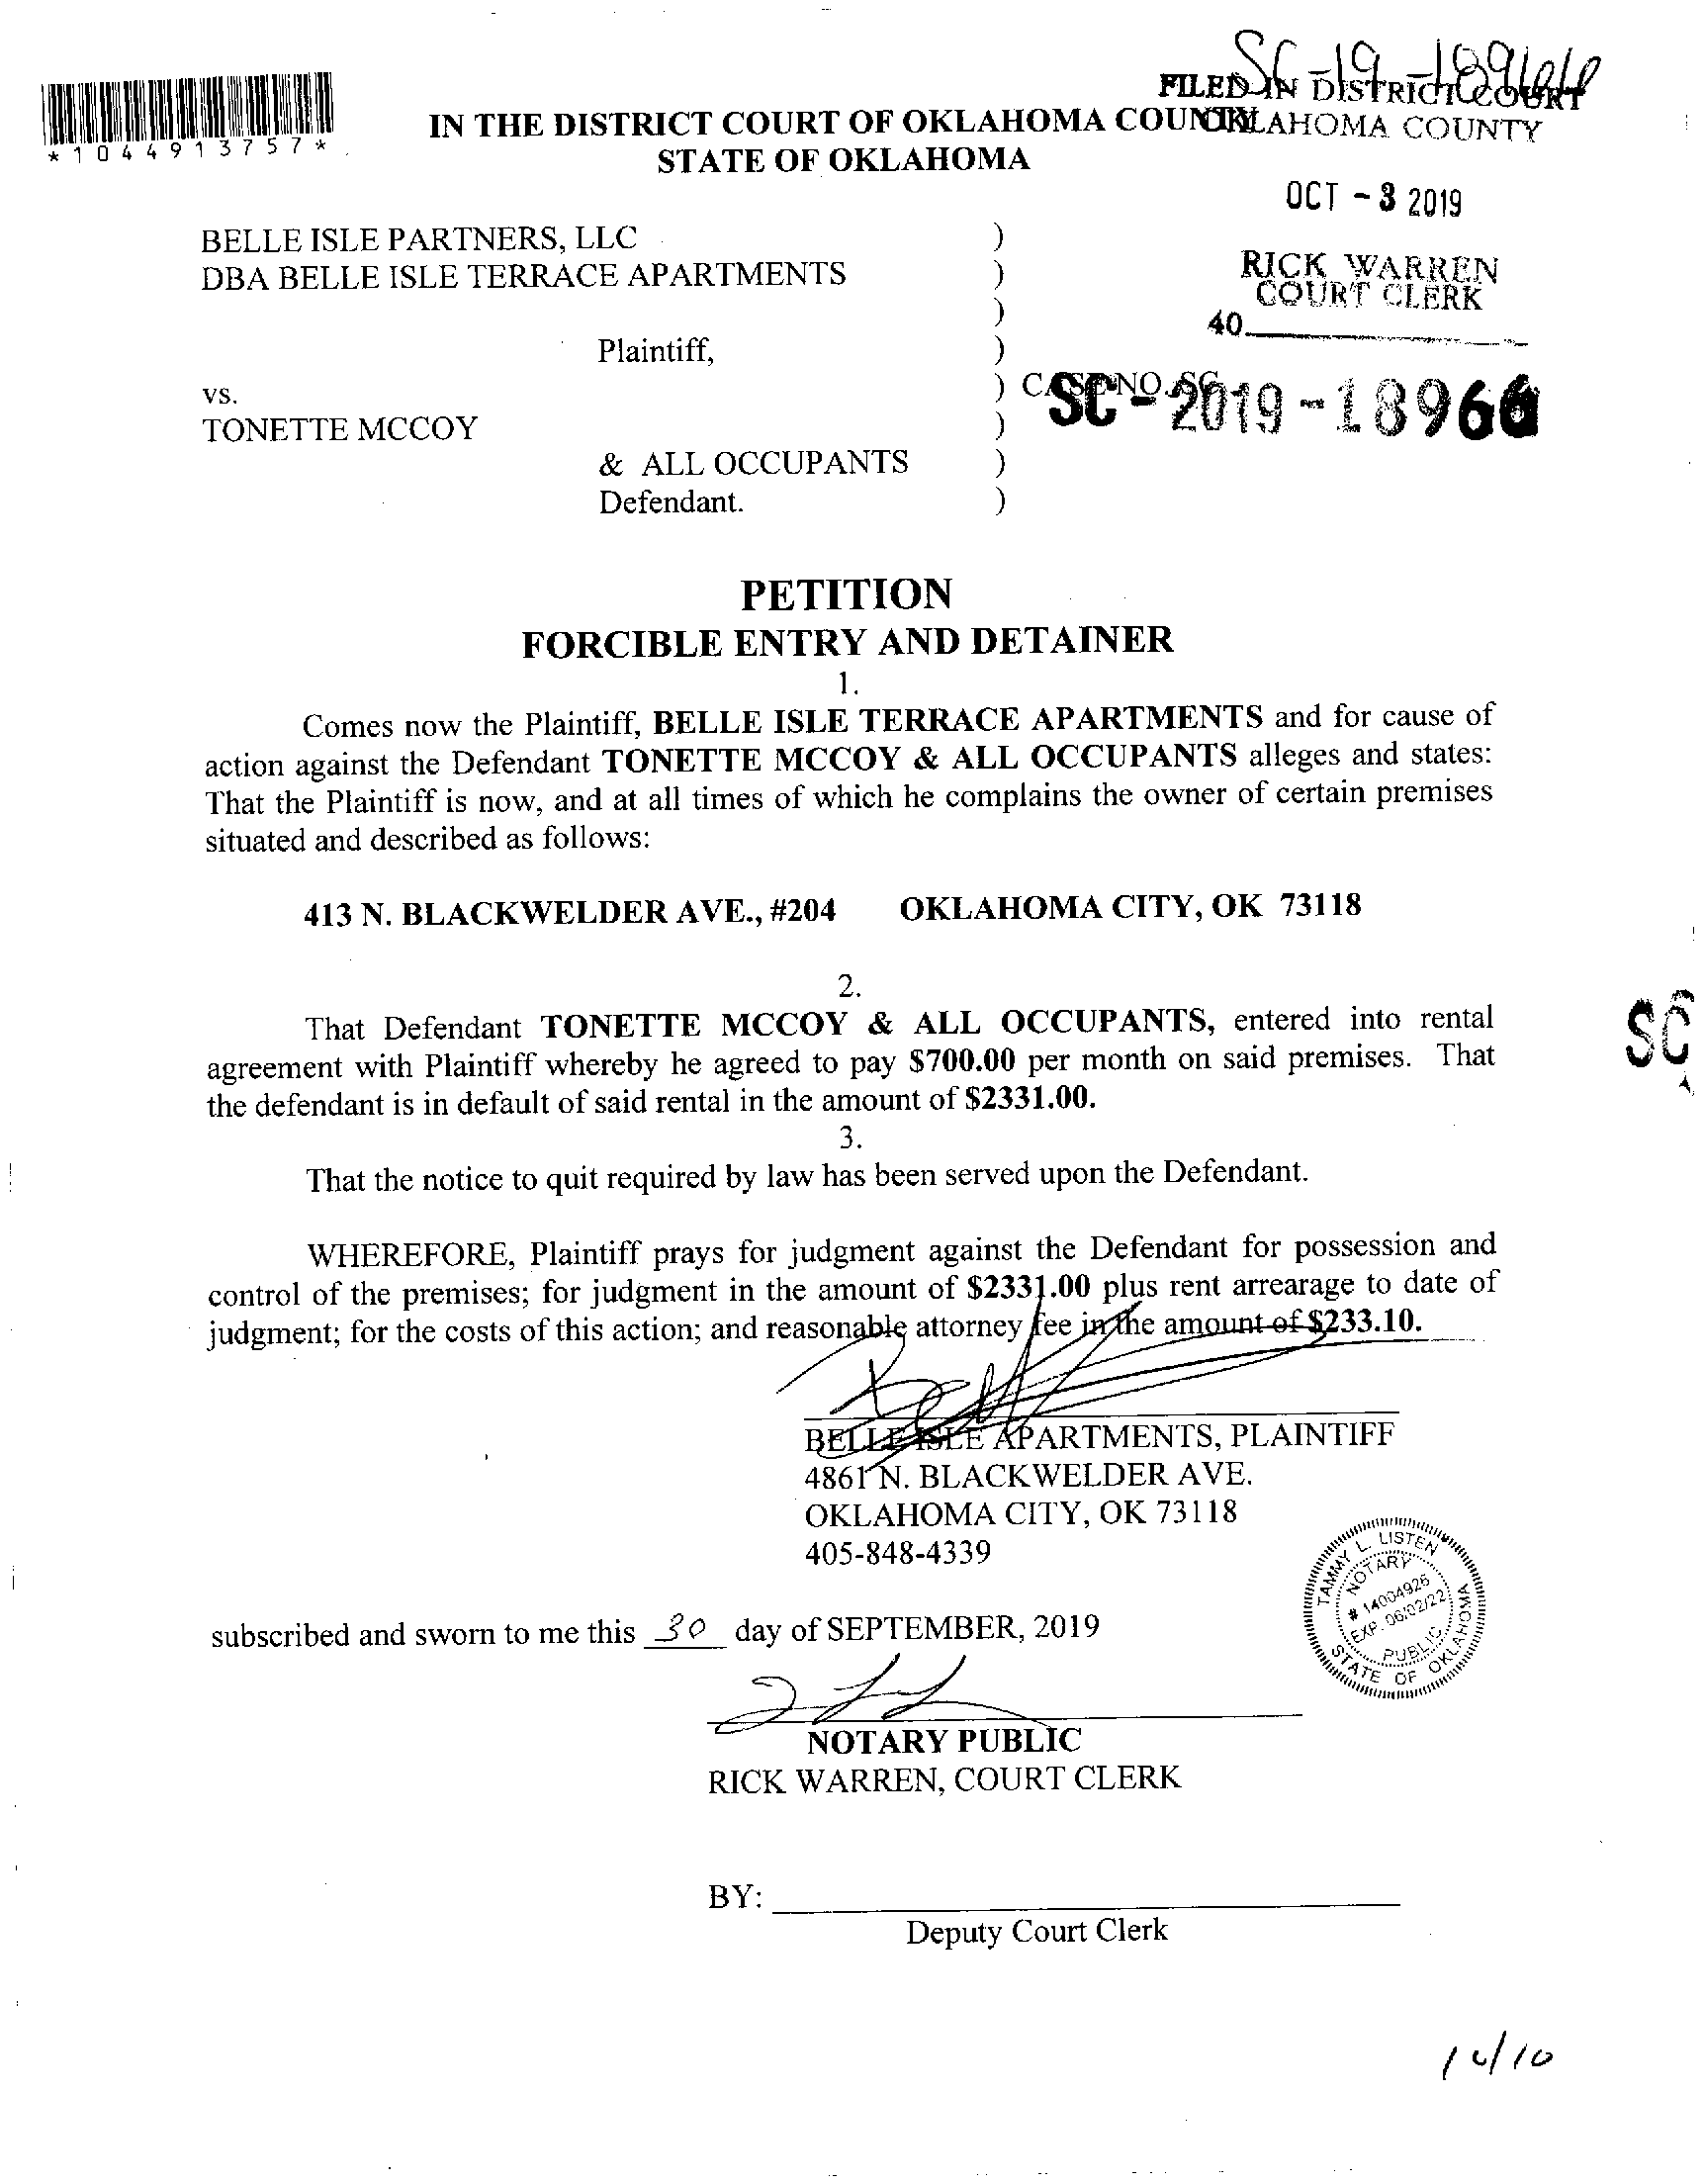 SC-19-18966
FILED IN DISTRICT COURT
OKLAHOMA COUNTY
*1044913757*
IN THE DISTRICT COURT OF OKLAHOMA COUNTY
STATE OF OKLAHOMA
OCT - 3 2019
RICK WARREN
COURT CLERK
40
BELLE ISLE PARTNERS, LLC )
DBA BELLE ISLE TERRACE APARTMENTS )
)
Plaintiff, )
vs. ) CASE NO. SC
SC - 2019 - 18966
TONETTE MCCOY )
& ALL OCCUPANTS )
Defendant. )
PETITION
FORCIBLE ENTRY AND DETAINER
1.
Comes now the Plaintiff, BELLE ISLE TERRACE APARTMENTS and for cause of
action against the Defendant TONETTE MCCOY & ALL OCCUPANTS alleges and states:
That the Plaintiff is now, and at all times of which he complains the owner of certain premises
situated and described as follows:
413 N. BLACKWELDER AVE., #204 OKLAHOMA CITY, OK 73118
2.
That Defendant TONETTE MCCOY & ALL OCCUPANTS, entered into rental
agreement with Plaintiff whereby he agreed to pay $700.00 per month on said premises. That
the defendant is in default of said rental in the amount of $2331.00.
SC
3.
That the notice to quit required by law has been served upon the Defendant.
WHEREFORE, Plaintiff prays for judgment against the Defendant for possession and
control of the premises; for judgment in the amount of $2331.00 plus rent arrearage to date of
judgment; for the costs of this action; and reasonable attorney fee in the amount of $233.10.
BELLE ISLE APARTMENTS, PLAINTIFF
4861 N. BLACKWELDER AVE.
OKLAHOMA CITY, OK 73118
405-848-4339
TAMMY L. LISTEN
NOTARY
# 14004926
EXP. 06/02/22
PUBLIC
STATE OF OKLAHOMA
subscribed and sworn to me this 30 day of SEPTEMBER, 2019
NOTARY PUBLIC
RICK WARREN, COURT CLERK
BY:
Deputy Court Clerk
10/10